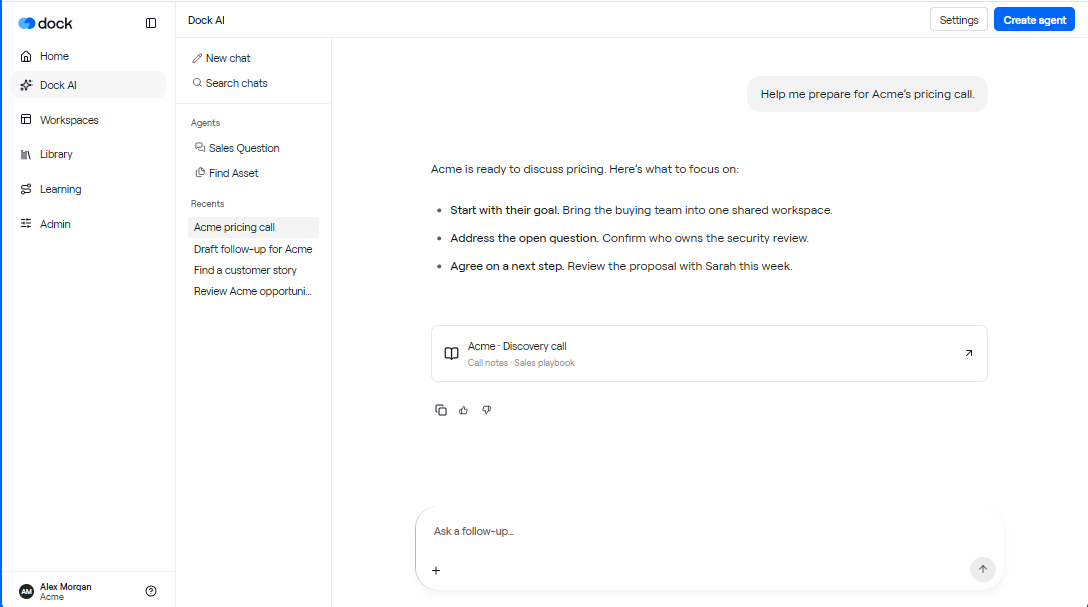 dock
Home
Dock AI
Workspaces
Library
Learning
Admin
AM
Alex Morgan
Acme
Dock AI
Settings
Create agent
New chat
Search chats
Agents
Sales Question
Find Asset
Recents
Acme pricing call
Draft follow-up for Acme
Find a customer story
Review Acme opportuni...
Help me prepare for Acme’s pricing call.
Acme is ready to discuss pricing. Here’s what to focus on:
• Start with their goal. Bring the buying team into one shared workspace.
• Address the open question. Confirm who owns the security review.
• Agree on a next step. Review the proposal with Sarah this week.
Acme · Discovery call
Call notes · Sales playbook
Ask a follow-up...